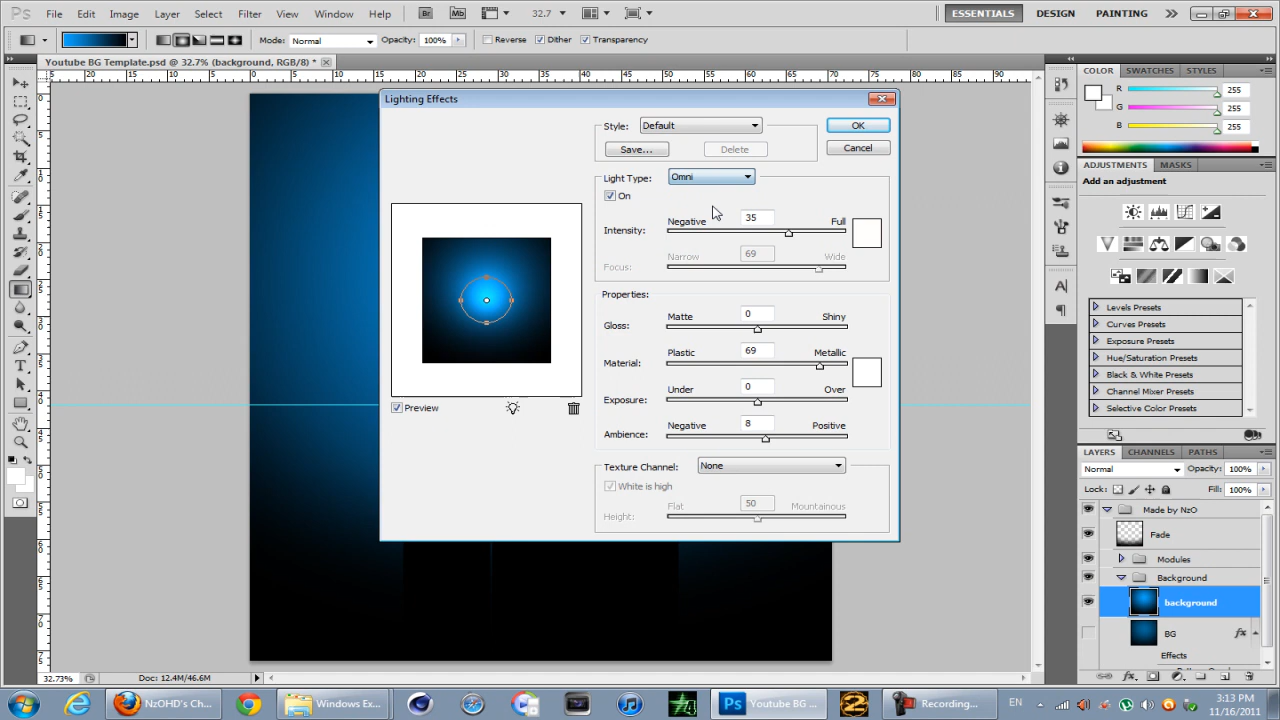 Ps File Edit Image Layer Select Filter View Window Help Br Mb 32.7 ESSENTIALS DESIGN PAINTING
Mode: Normal Opacity: 100% Reverse Dither Transparency
Youtube BG Template.psd @ 32.7% (background, RGB/8) *
Lighting Effects
Style: Default OK
Save... Delete Cancel
Light Type: Omni
On
Negative 35 Full
Intensity:
Narrow 69 Wide
Focus:
Properties:
Matte 0 Shiny
Gloss:
Plastic 69 Metallic
Material:
Under 0 Over
Exposure:
Negative 8 Positive
Ambience:
Preview
Texture Channel: None
White is high
Flat 50 Mountainous
Height:
COLOR SWATCHES STYLES
R 255
G 255
B 255
ADJUSTMENTS MASKS
Add an adjustment
Levels Presets
Curves Presets
Exposure Presets
Hue/Saturation Presets
Black & White Presets
Channel Mixer Presets
Selective Color Presets
LAYERS CHANNELS PATHS
Normal Opacity: 100%
Lock: Fill: 100%
Made by NzO
Fade
Modules
Background
background
BG fx
Effects
32.73% Doc: 12.4M/46.6M
NzOHD's Ch... Windows Ex... Ps Youtube BG ... Recording... EN 3:13 PM
11/16/2011